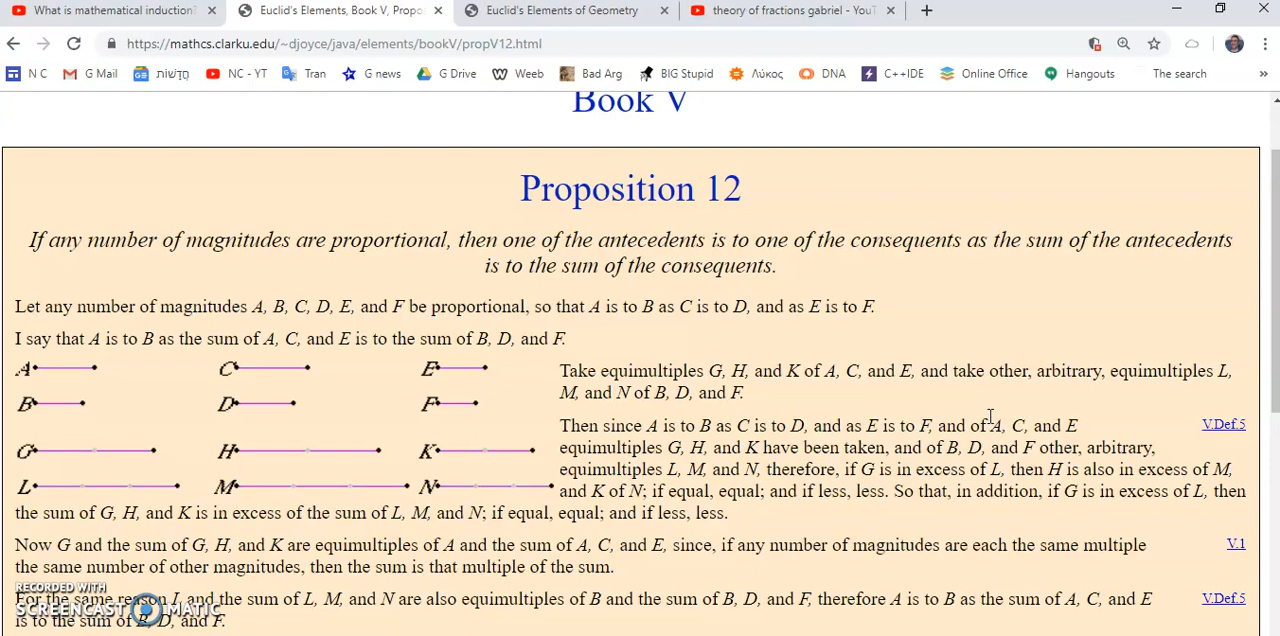 What is mathematical induction?
Euclid's Elements, Book V, Propo
Euclid's Elements of Geometry
theory of fractions gabriel - YouT
https://mathcs.clarku.edu/~djoyce/java/elements/bookV/propV12.html
N C G Mail חֲדָשׁוֹת NC - YT Tran G news G Drive Weeb Bad Arg BIG Stupid Λύκος DNA C++IDE Online Office Hangouts The search »
Book V
Proposition 12
If any number of magnitudes are proportional, then one of the antecedents is to one of the consequents as the sum of the antecedents
is to the sum of the consequents.
Let any number of magnitudes A, B, C, D, E, and F be proportional, so that A is to B as C is to D, and as E is to F.
I say that A is to B as the sum of A, C, and E is to the sum of B, D, and F.
A C E
B D F
G H K
L M N
Take equimultiples G, H, and K of A, C, and E, and take other, arbitrary, equimultiples L,
M, and N of B, D, and F.
Then since A is to B as C is to D, and as E is to F, and of A, C, and E V.Def.5
equimultiples G, H, and K have been taken, and of B, D, and F other, arbitrary,
equimultiples L, M, and N, therefore, if G is in excess of L, then H is also in excess of M,
and K of N; if equal, equal; and if less, less. So that, in addition, if G is in excess of L, then
the sum of G, H, and K is in excess of the sum of L, M, and N; if equal, equal; and if less, less.
Now G and the sum of G, H, and K are equimultiples of A and the sum of A, C, and E, since, if any number of magnitudes are each the same multiple V.1
the same number of other magnitudes, then the sum is that multiple of the sum.
For the same reason L and the sum of L, M, and N are also equimultiples of B and the sum of B, D, and F, therefore A is to B as the sum of A, C, and E V.Def.5
is to the sum of B, D, and F.
RECORDED WITH
SCREENCAST MATIC